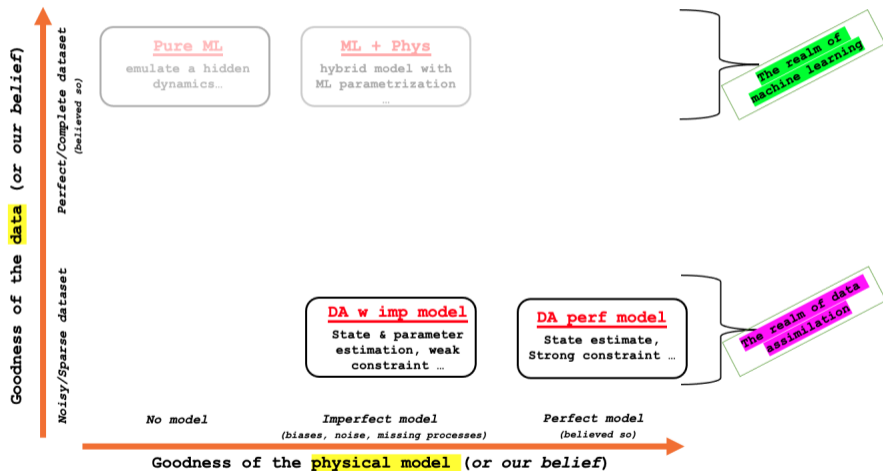 Goodness of the data (or our belief)
Perfect/Complete dataset
(believed so)
Noisy/Sparse dataset
Pure ML
emulate a hidden
dynamics…
ML + Phys
hybrid model with
ML parametrization
…
The realm of
machine learning
DA w imp model
State & parameter
estimation, weak
constraint …
DA perf model
State estimate,
Strong constraint …
The realm of data
assimilation
No model
Imperfect model
(biases, noise, missing processes)
Perfect model
(believed so)
Goodness of the physical model (or our belief)